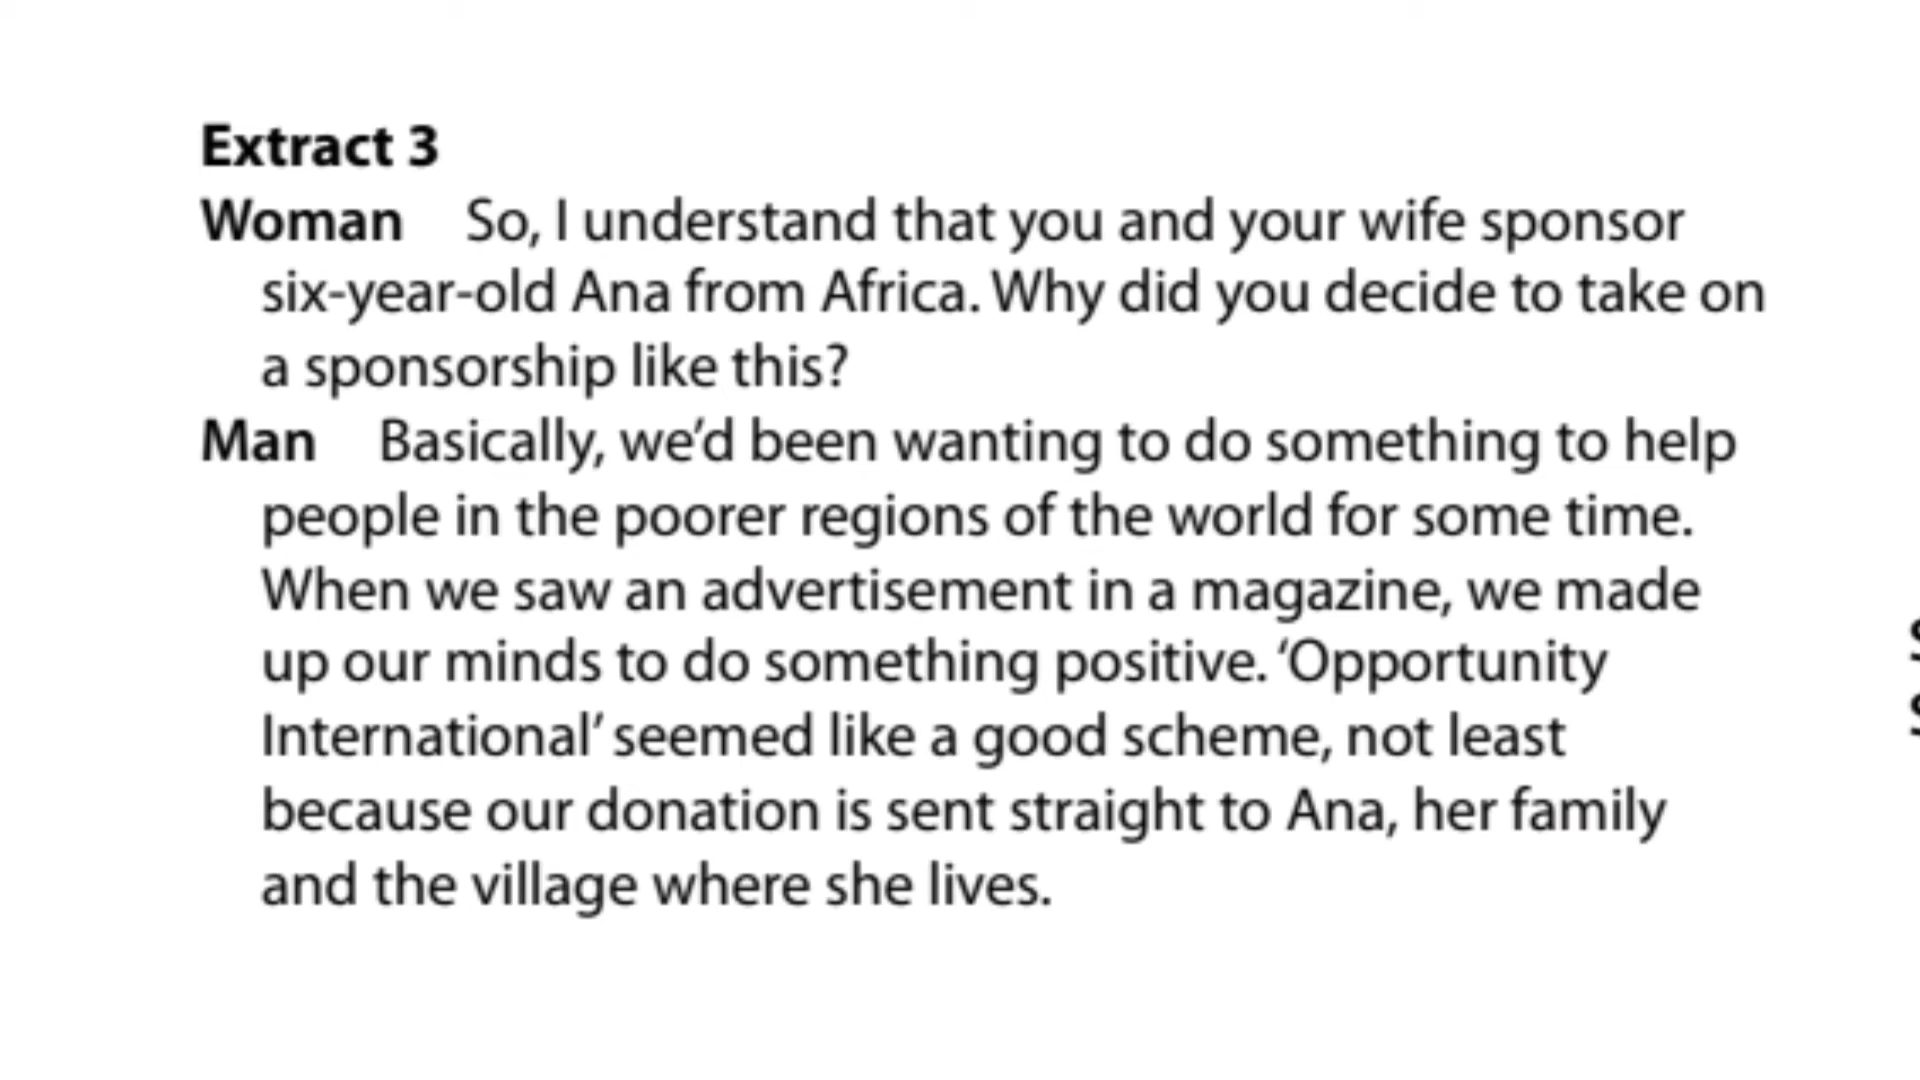 Extract 3
Woman So, I understand that you and your wife sponsor
six-year-old Ana from Africa. Why did you decide to take on
a sponsorship like this?
Man Basically, we’d been wanting to do something to help
people in the poorer regions of the world for some time.
When we saw an advertisement in a magazine, we made
up our minds to do something positive. ‘Opportunity
International’ seemed like a good scheme, not least
because our donation is sent straight to Ana, her family
and the village where she lives.